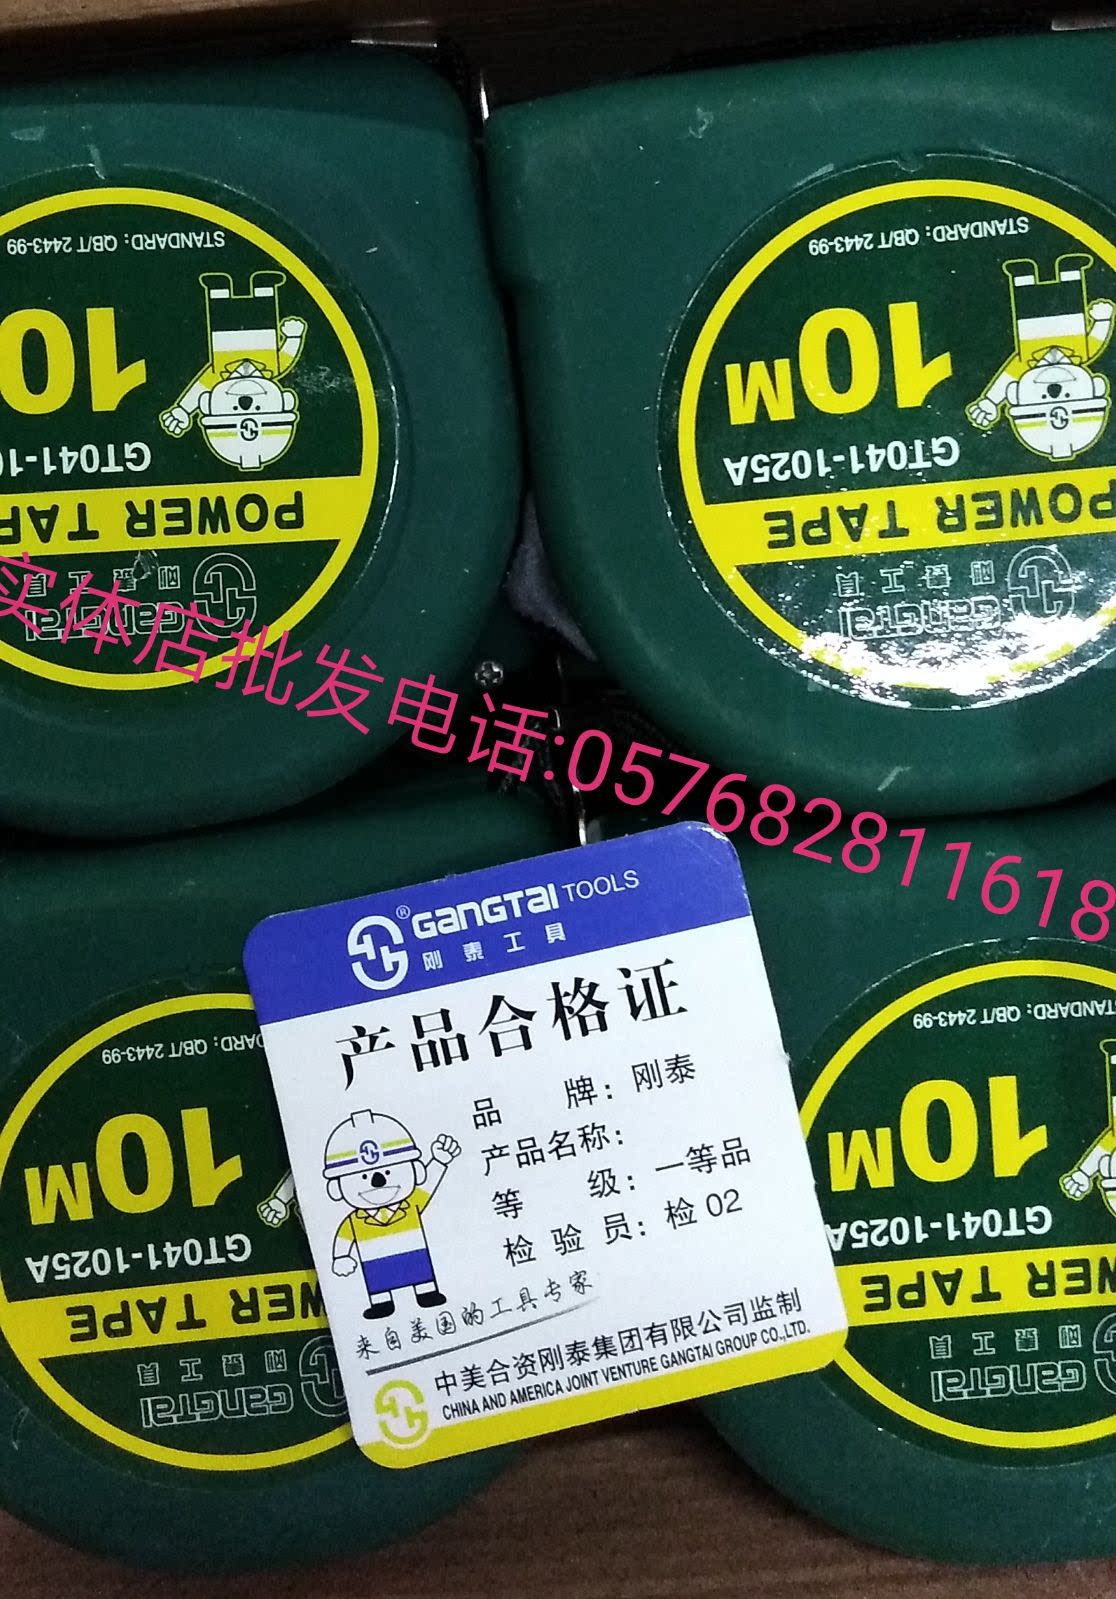 STANDARD: QB/T 2443-99
10
GT041-10
POWER TAP
GangTai
刚泰工具
STANDARD: QB/T 2443-99
10M
GT041-1025A
POWER TAPE
GangTai
刚泰工具
实体店批发电话:057682811618
GangTai TOOLS
刚泰工具
产品合格证
品牌：刚泰
产品名称：
等级：一等品
检验员：检 02
来自美国的工具专家
中美合资刚泰集团有限公司监制
CHINA AND AMERICA JOINT VENTURE GANGTAI GROUP CO.,LTD.
DARD: QB/T 2443-99
10M
GT041-1025A
WER TAPE
GangTai
刚泰工具
TANDARD: QB/T 2443-99
10M
GT041-1025A
WER TAPE
GangTai
刚泰工具